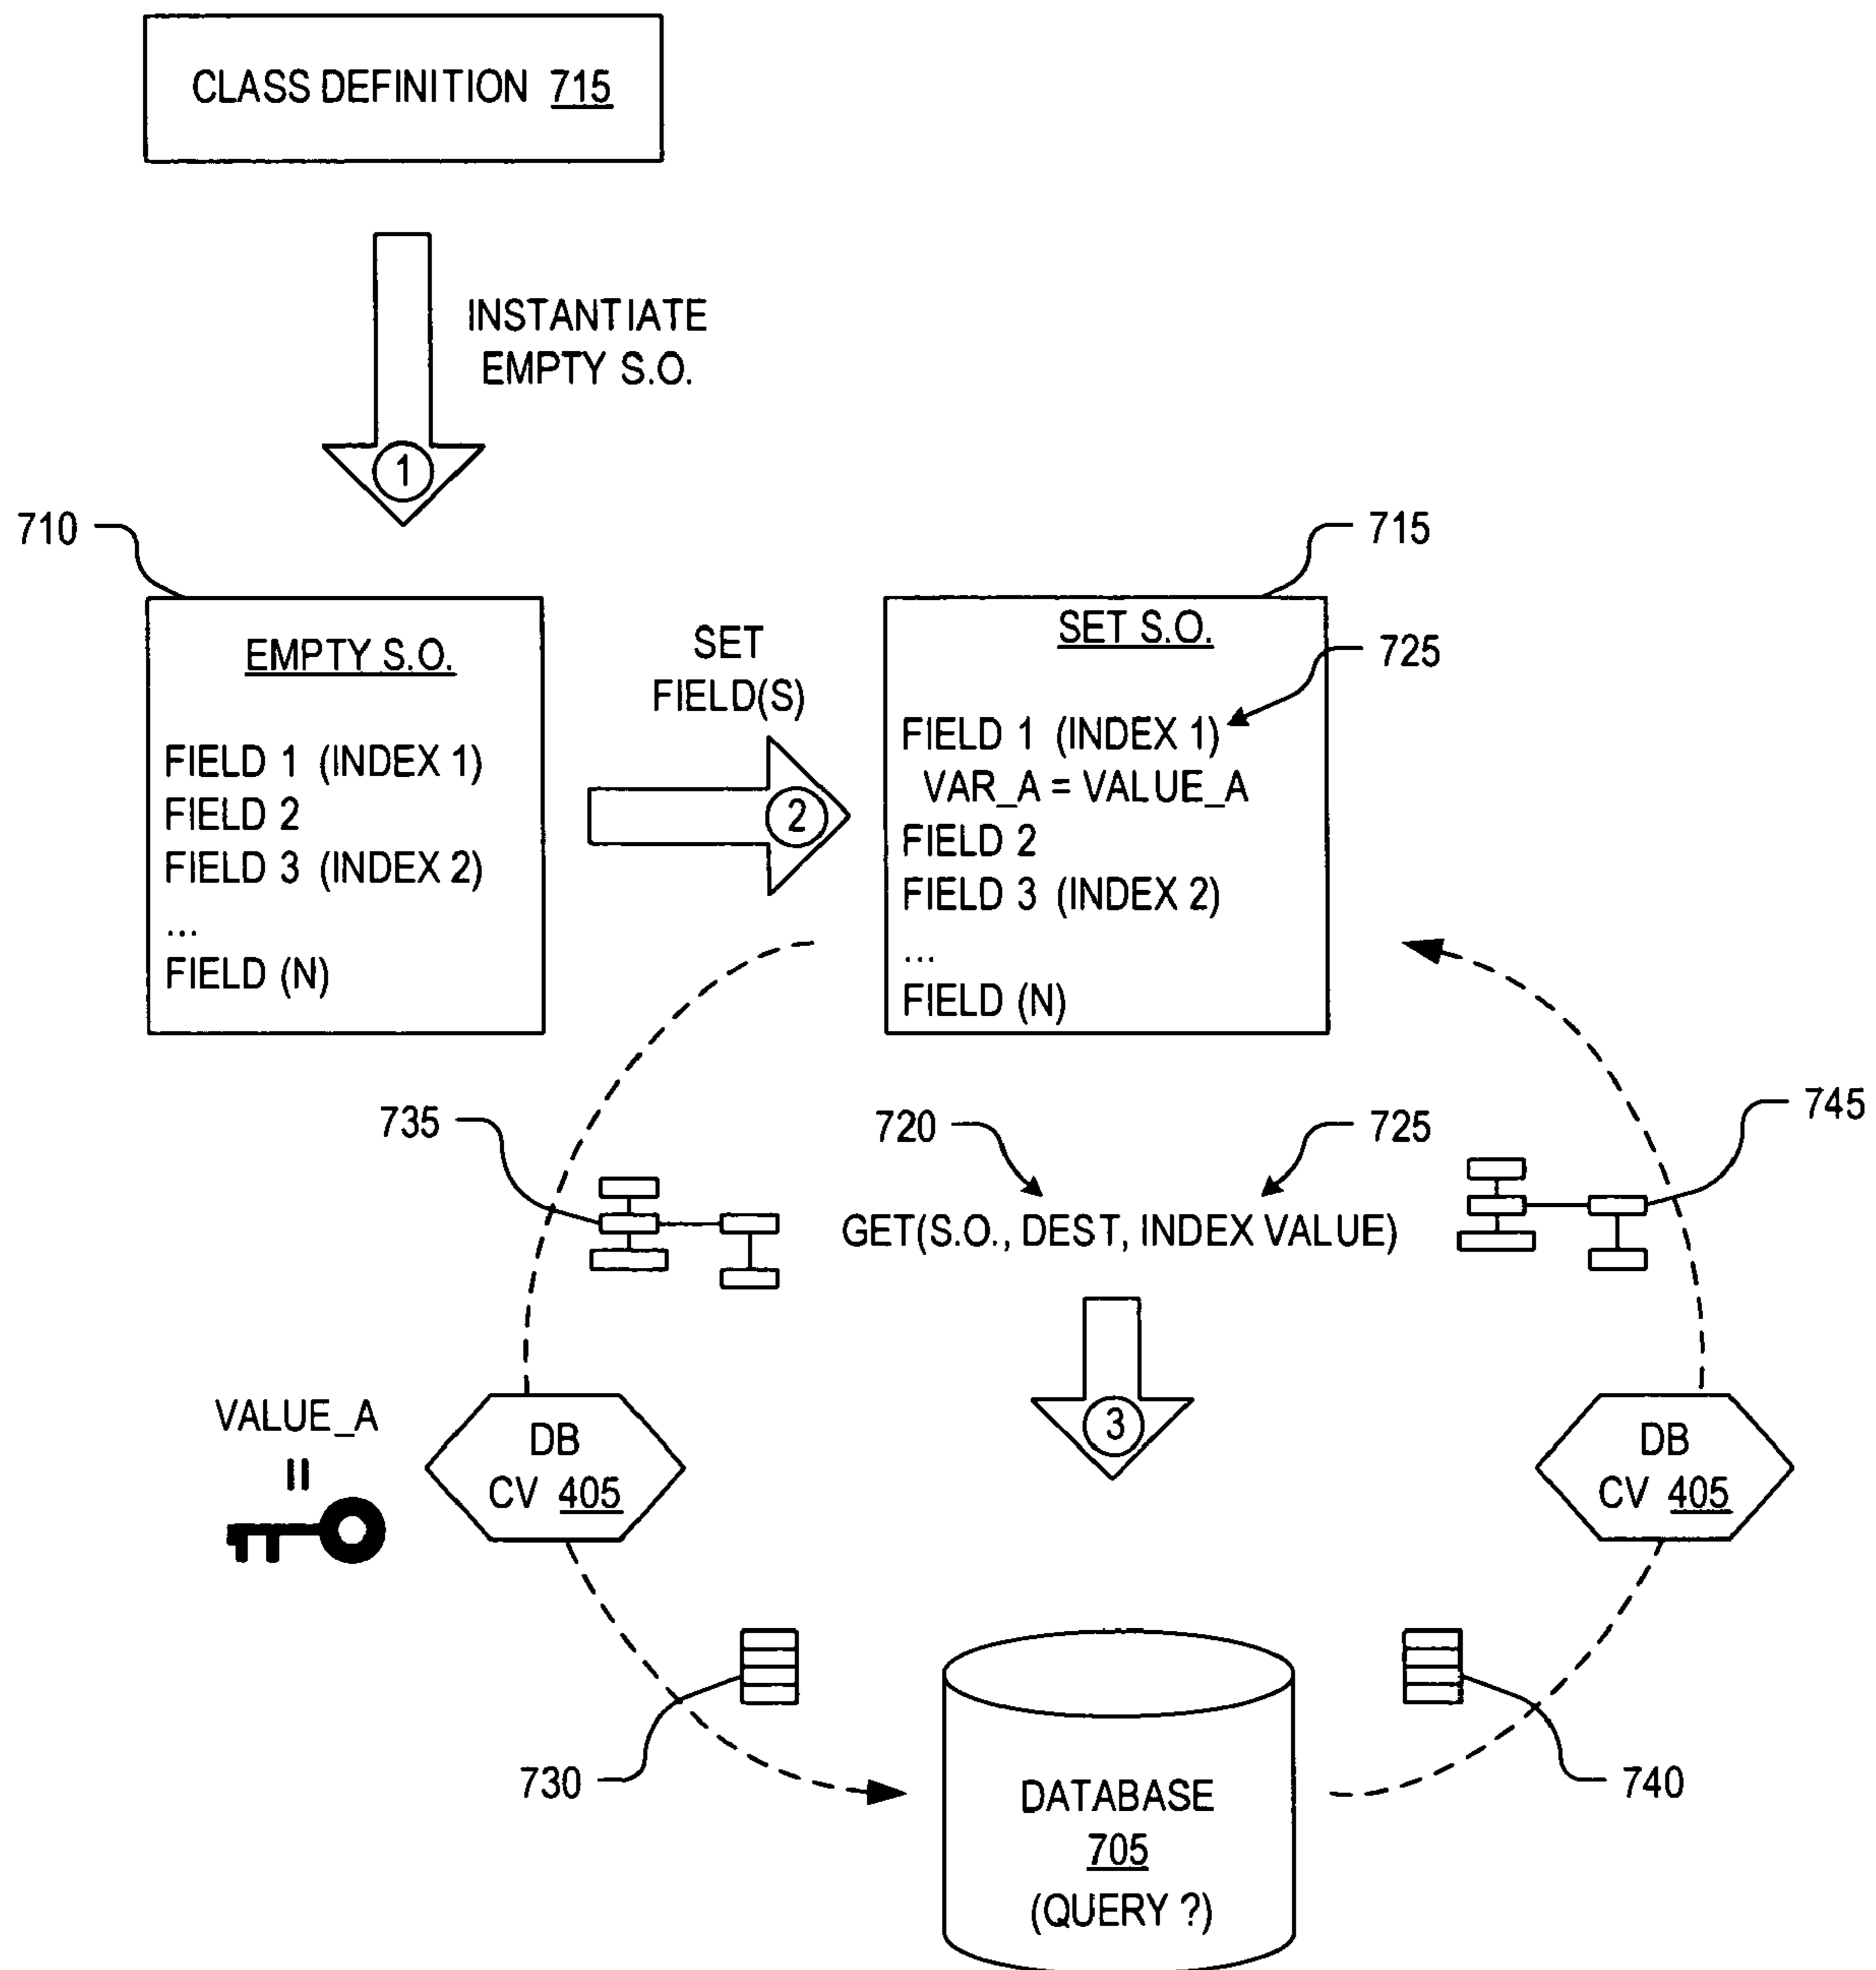 CLASS DEFINITION 715
INSTANTIATE
EMPTY S.O.
1
710
715
EMPTY S.O.
FIELD 1 (INDEX 1)
FIELD 2
FIELD 3 (INDEX 2)
...
FIELD (N)
SET
FIELD(S)
2
SET S.O.
725
FIELD 1 (INDEX 1)
VAR_A = VALUE_A
FIELD 2
FIELD 3 (INDEX 2)
...
FIELD (N)
735
720
725
745
GET(S.O., DEST, INDEX VALUE)
3
VALUE_A
=
DB
CV 405
DB
CV 405
730
740
DATABASE
705
(QUERY ?)